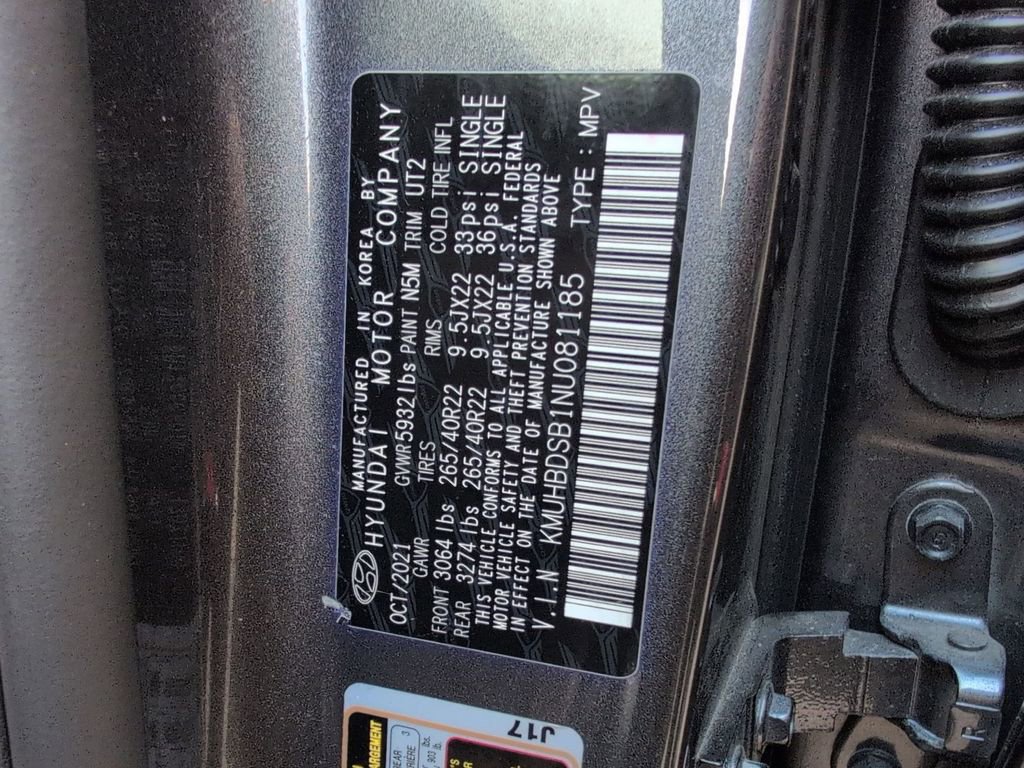 MANUFACTURED IN KOREA BY
HYUNDAI MOTOR COMPANY
OCT/2021 GVWR5932 lbs PAINT N5M TRIM UT2
GAWR TIRES RIMS COLD TIRE INFL
FRONT 3064 lbs 265/40R22 9.5JX22 33psi SINGLE
REAR 3274 lbs 265/40R22 9.5JX22 36psi SINGLE
THIS VEHICLE CONFORMS TO ALL APPLICABLE U.S.A. FEDERAL
MOTOR VEHICLE SAFETY AND THEFT PREVENTION STANDARDS
IN EFFECT ON THE DATE OF MANUFACTURE SHOWN ABOVE
V.I.N KMUHBDSB1NU081185 TYPE : MPV
J17
R